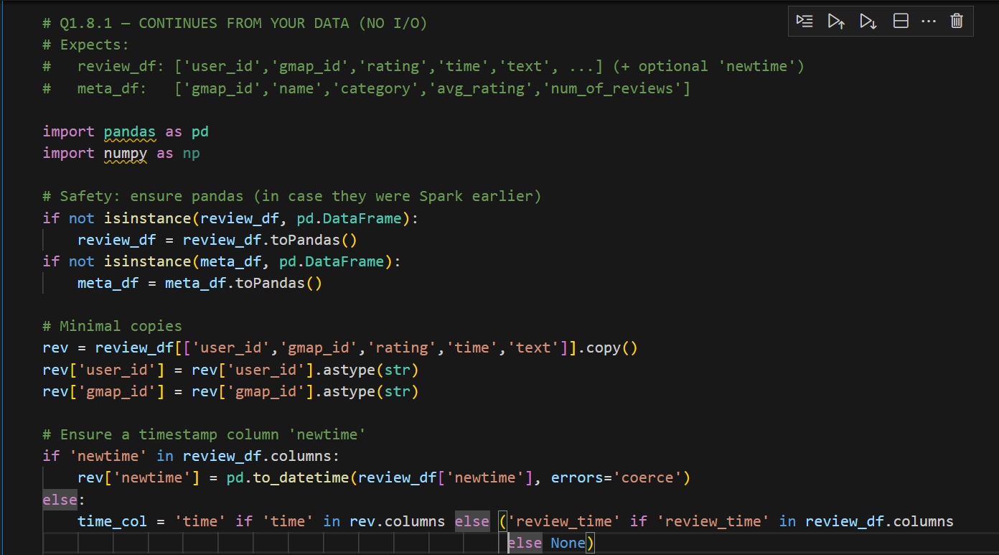 # Q1.8.1 — CONTINUES FROM YOUR DATA (NO I/O)
# Expects:
#   review_df: ['user_id','gmap_id','rating','time','text', ...] (+ optional 'newtime')
#   meta_df:   ['gmap_id','name','category','avg_rating','num_of_reviews']

import pandas as pd
import numpy as np

# Safety: ensure pandas (in case they were Spark earlier)
if not isinstance(review_df, pd.DataFrame):
    review_df = review_df.toPandas()
if not isinstance(meta_df, pd.DataFrame):
    meta_df = meta_df.toPandas()

# Minimal copies
rev = review_df[['user_id','gmap_id','rating','time','text']].copy()
rev['user_id'] = rev['user_id'].astype(str)
rev['gmap_id'] = rev['gmap_id'].astype(str)

# Ensure a timestamp column 'newtime'
if 'newtime' in review_df.columns:
    rev['newtime'] = pd.to_datetime(review_df['newtime'], errors='coerce')
else:
    time_col = 'time' if 'time' in rev.columns else ('review_time' if 'review_time' in review_df.columns
                                                     else None)